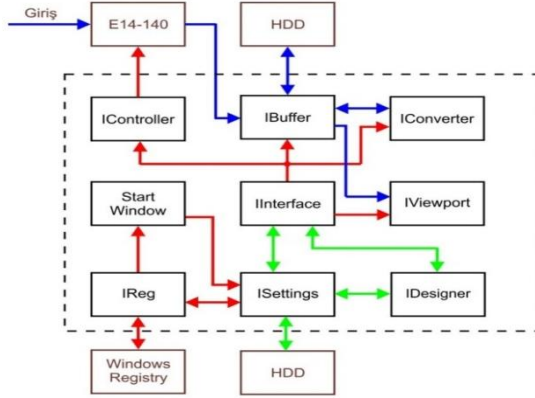 Giriş
E14-140
HDD
IController
IBuffer
IConverter
Start
Window
IInterface
IViewport
IReg
ISettings
IDesigner
Windows
Registry
HDD